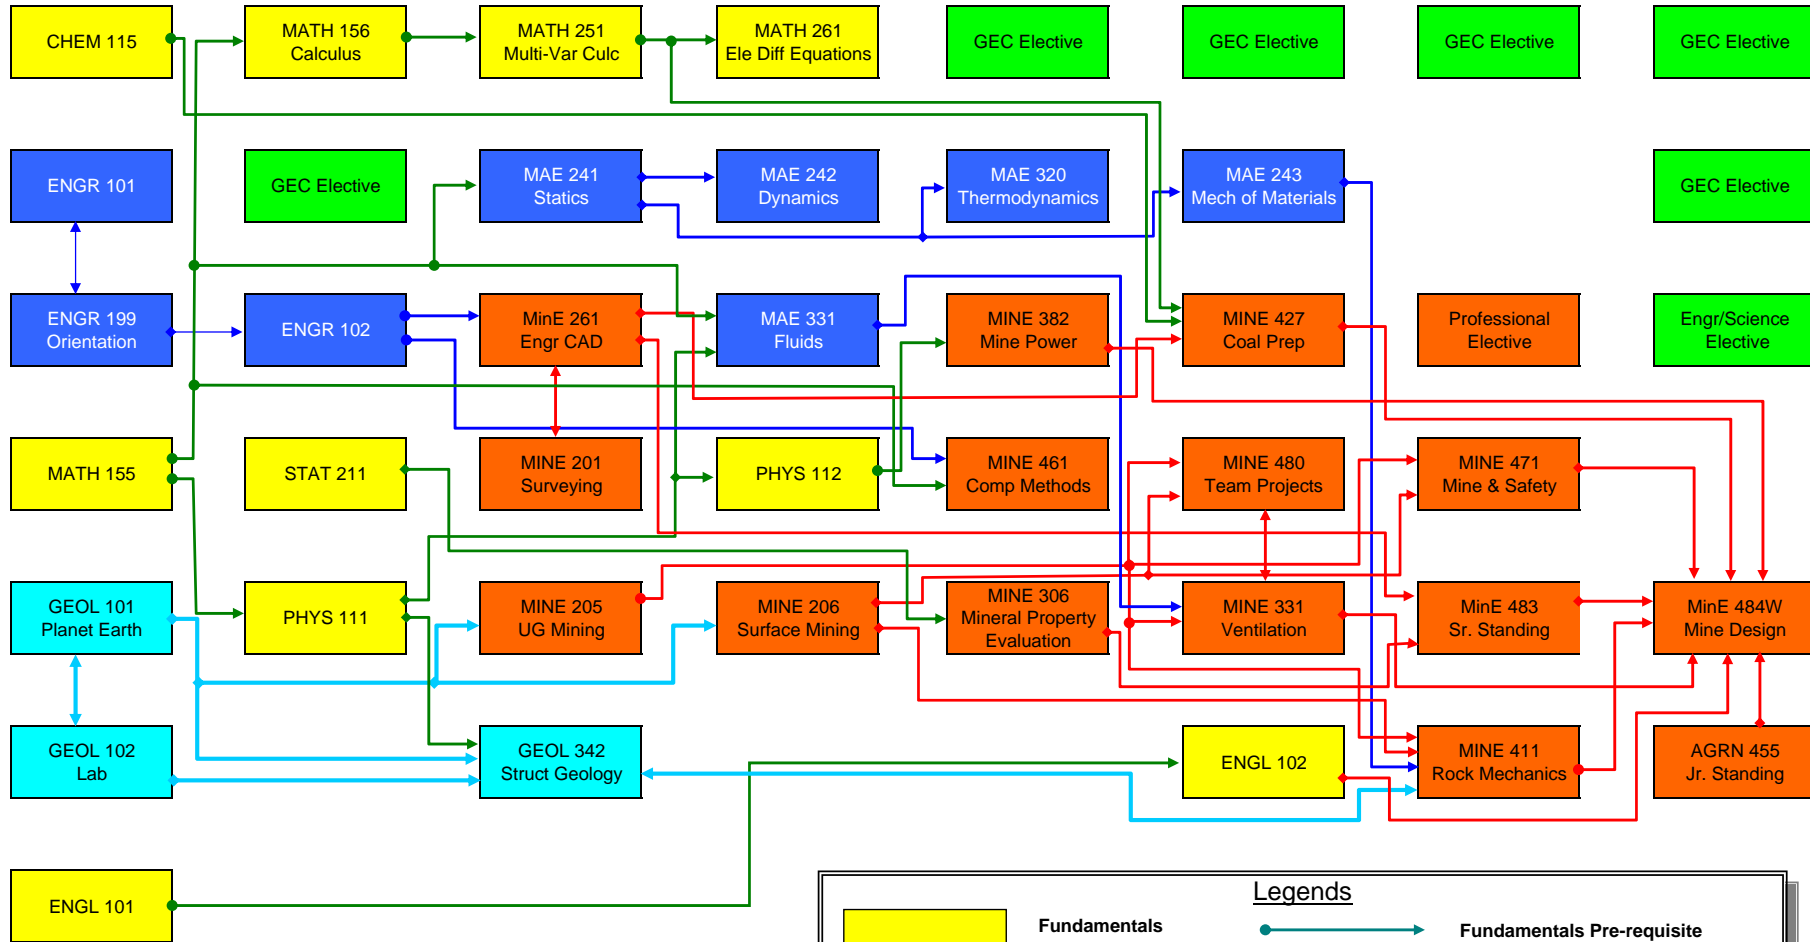 CHEM 115
MATH 156
Calculus
MATH 251
Multi-Var Culc
MATH 261
Ele Diff Equations
GEC Elective
GEC Elective
GEC Elective
GEC Elective
ENGR 101
GEC Elective
MAE 241
Statics
MAE 242
Dynamics
MAE 320
Thermodynamics
MAE 243
Mech of Materials
GEC Elective
ENGR 199
Orientation
ENGR 102
MinE 261
Engr CAD
MAE 331
Fluids
MINE 382
Mine Power
MINE 427
Coal Prep
Professional
Elective
Engr/Science
Elective
MATH 155
STAT 211
MINE 201
Surveying
PHYS 112
MINE 461
Comp Methods
MINE 480
Team Projects
MINE 471
Mine & Safety
GEOL 101
Planet Earth
PHYS 111
MINE 205
UG Mining
MINE 206
Surface Mining
MINE 306
Mineral Property
Evaluation
MINE 331
Ventilation
MinE 483
Sr. Standing
MinE 484W
Mine Design
GEOL 102
Lab
GEOL 342
Struct Geology
ENGL 102
MINE 411
Rock Mechanics
AGRN 455
Jr. Standing
ENGL 101
Legends
Fundamentals
Fundamentals Pre-requisite